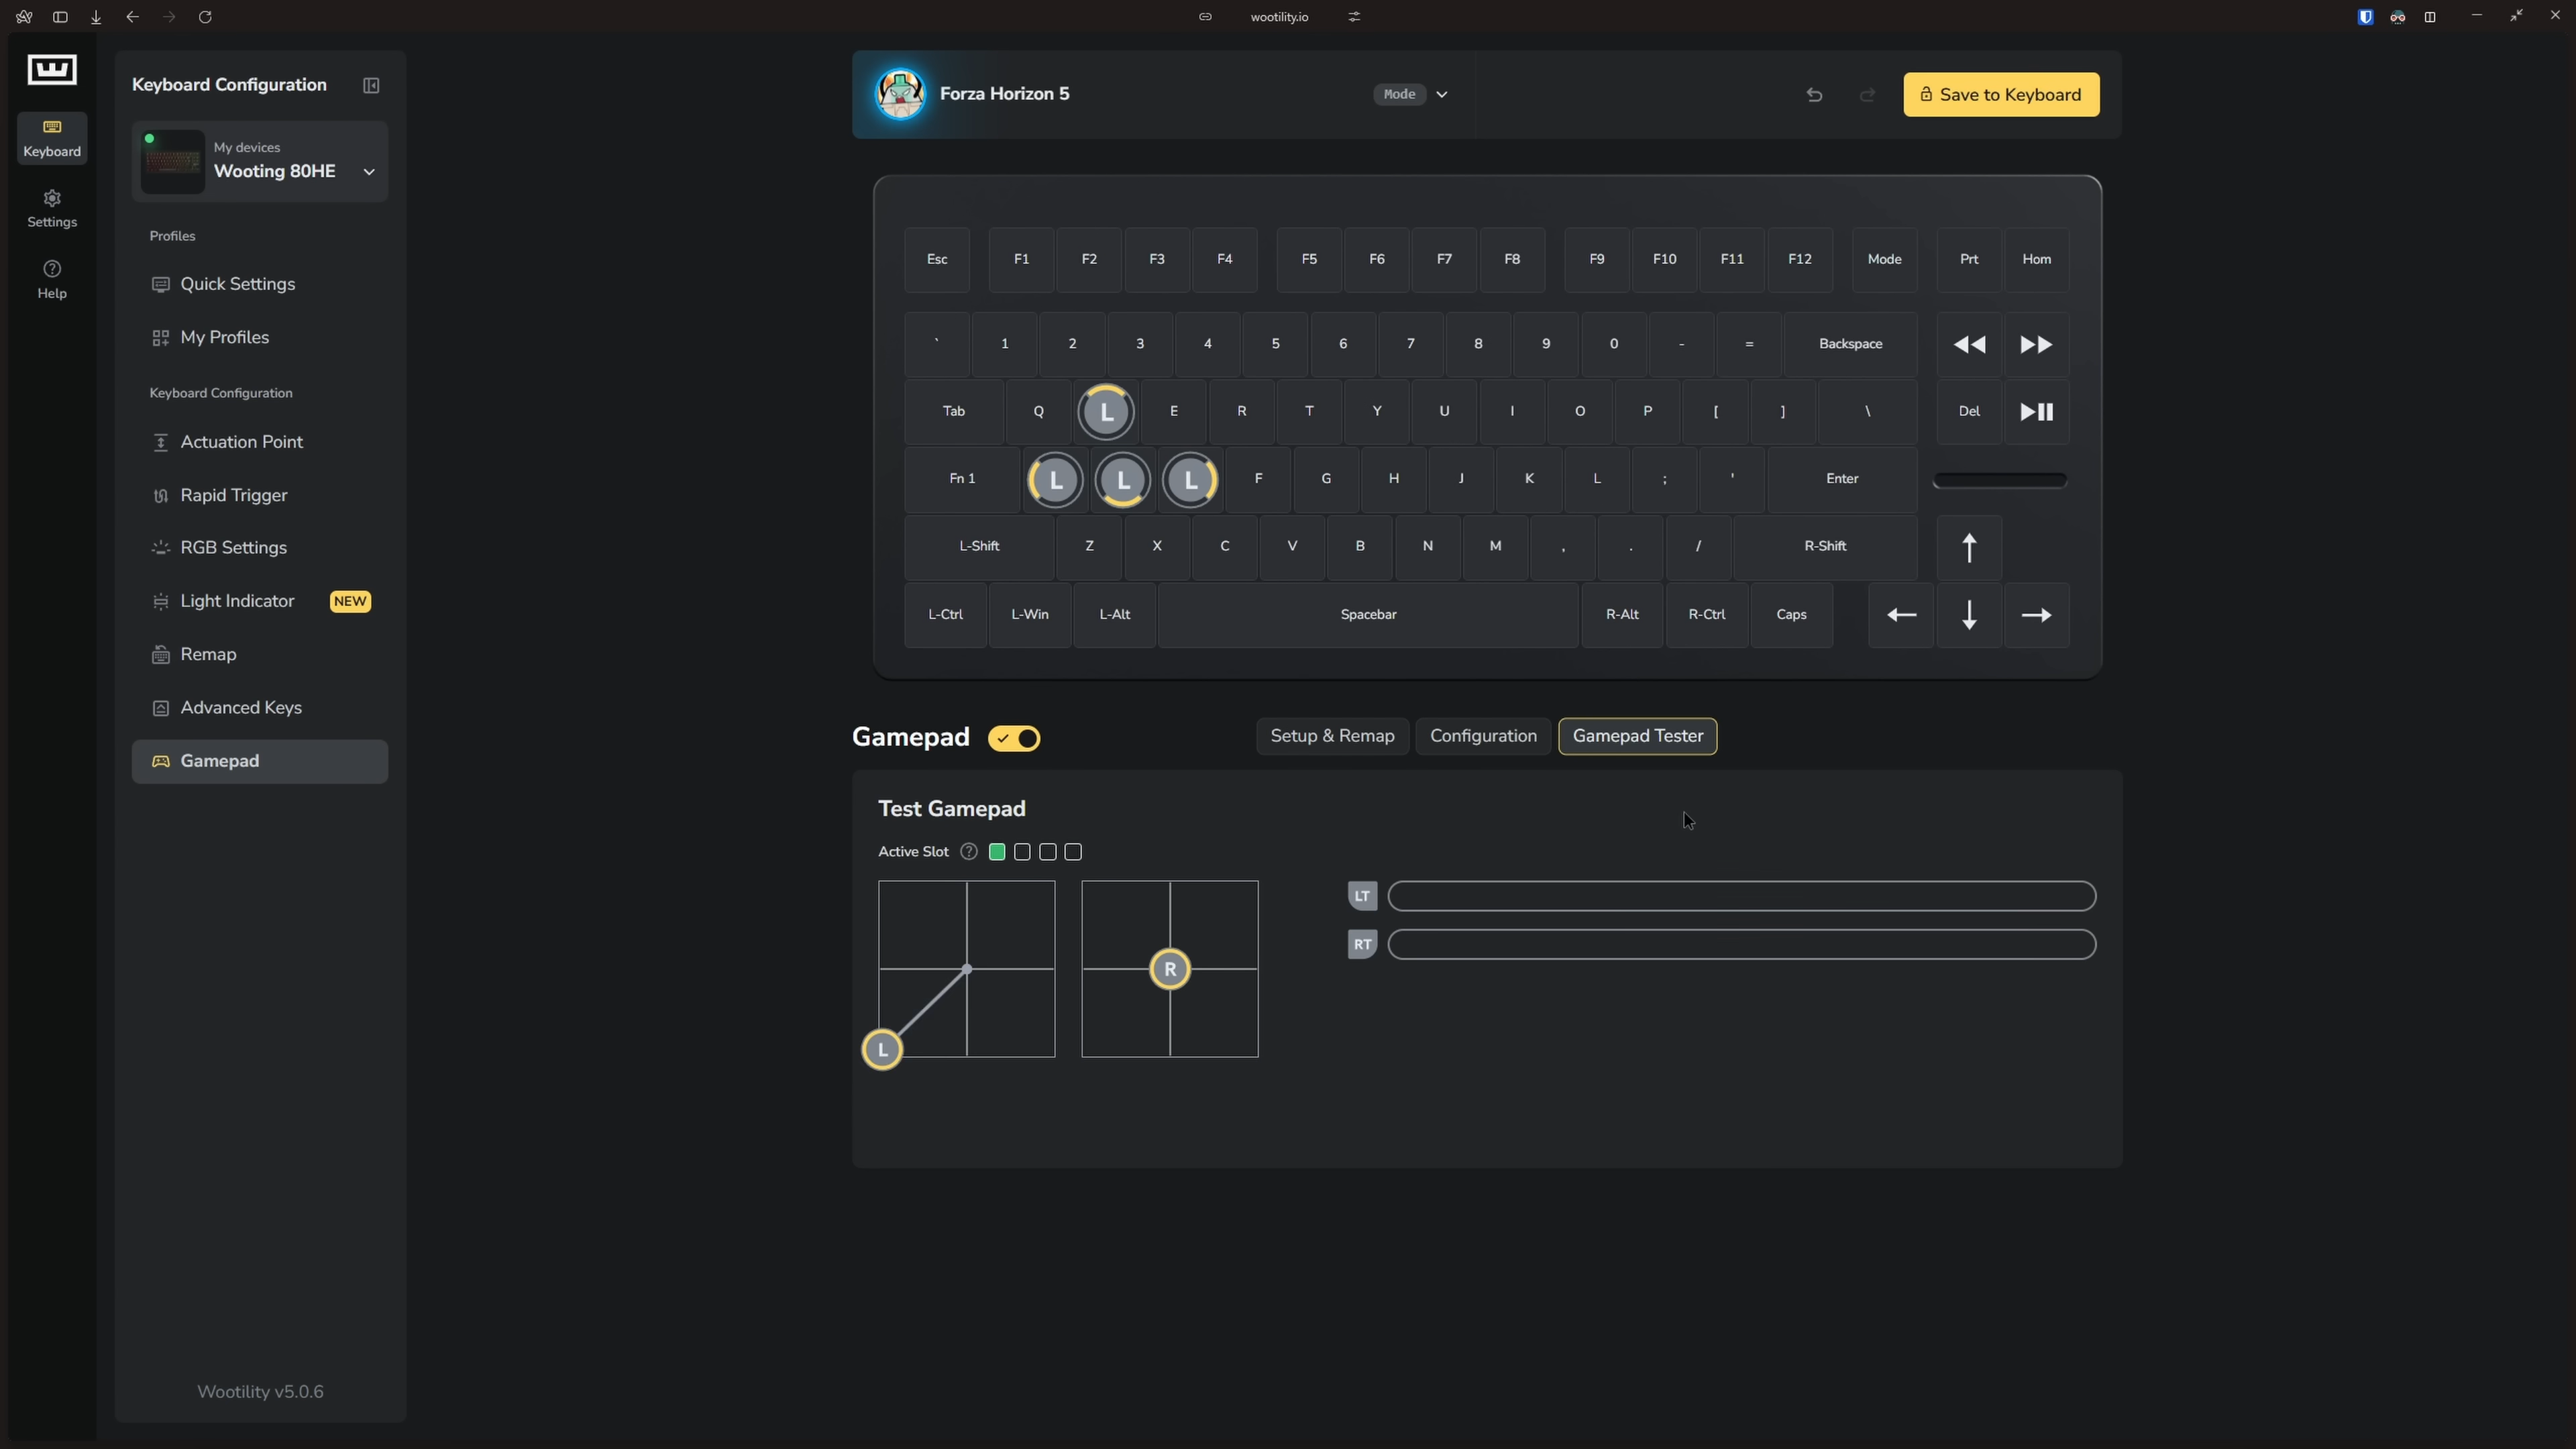 wootility.io
Keyboard
Settings
Help
Keyboard Configuration
My devices
Wooting 80HE
Profiles
Quick Settings
My Profiles
Keyboard Configuration
Actuation Point
Rapid Trigger
RGB Settings
Light Indicator NEW
Remap
Advanced Keys
Gamepad
Wootility v5.0.6
Forza Horizon 5 Mode
Save to Keyboard
Esc F1 F2 F3 F4 F5 F6 F7 F8 F9 F10 F11 F12 Mode Prt Hom
` 1 2 3 4 5 6 7 8 9 0 - = Backspace
Tab Q L E R T Y U I O P [ ] \ Del
Fn 1 L L L F G H J K L ; ' Enter
L-Shift Z X C V B N M , . / R-Shift ↑
L-Ctrl L-Win L-Alt Spacebar R-Alt R-Ctrl Caps ← ↓ →
Gamepad Setup & Remap Configuration Gamepad Tester
Test Gamepad
Active Slot ?
LT
RT
R
L